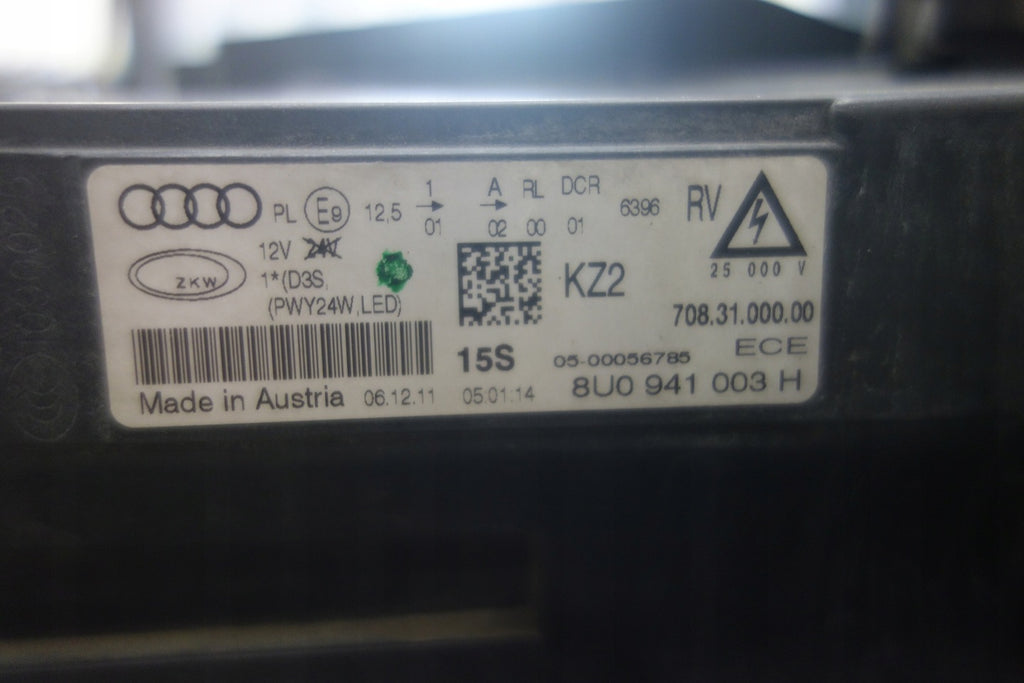 PL E9 12,5 1 A RL DCR 6396 RV
01 02 00 01
12V 24V
25 000 V
ZKW 1*(D3S,
(PWY24W,LED)
KZ2
708.31.000.00
15S 05-00056785 ECE
Made in Austria 06.12.11 05.01.14 8U0 941 003 H